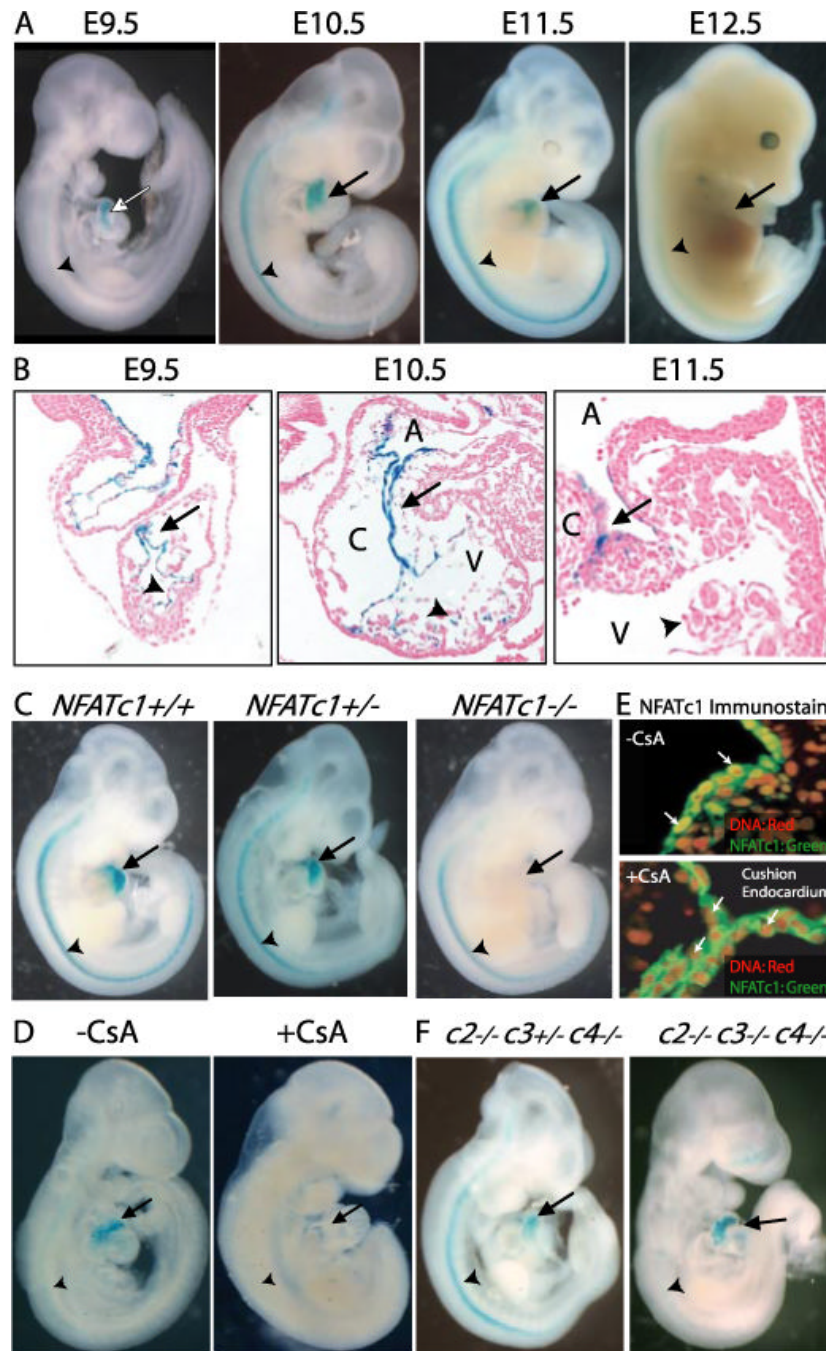 A E9.5 E10.5 E11.5 E12.5
B E9.5 E10.5 E11.5
A
C
V
A
C
V
C NFATc1+/+ NFATc1+/- NFATc1-/- E NFATc1 Immunostain
-CsA
DNA: Red
NFATc1: Green
+CsA Cushion
Endocardium
DNA: Red
NFATc1: Green
D -CsA +CsA F c2-/- c3+/- c4-/- c2-/- c3-/- c4-/-